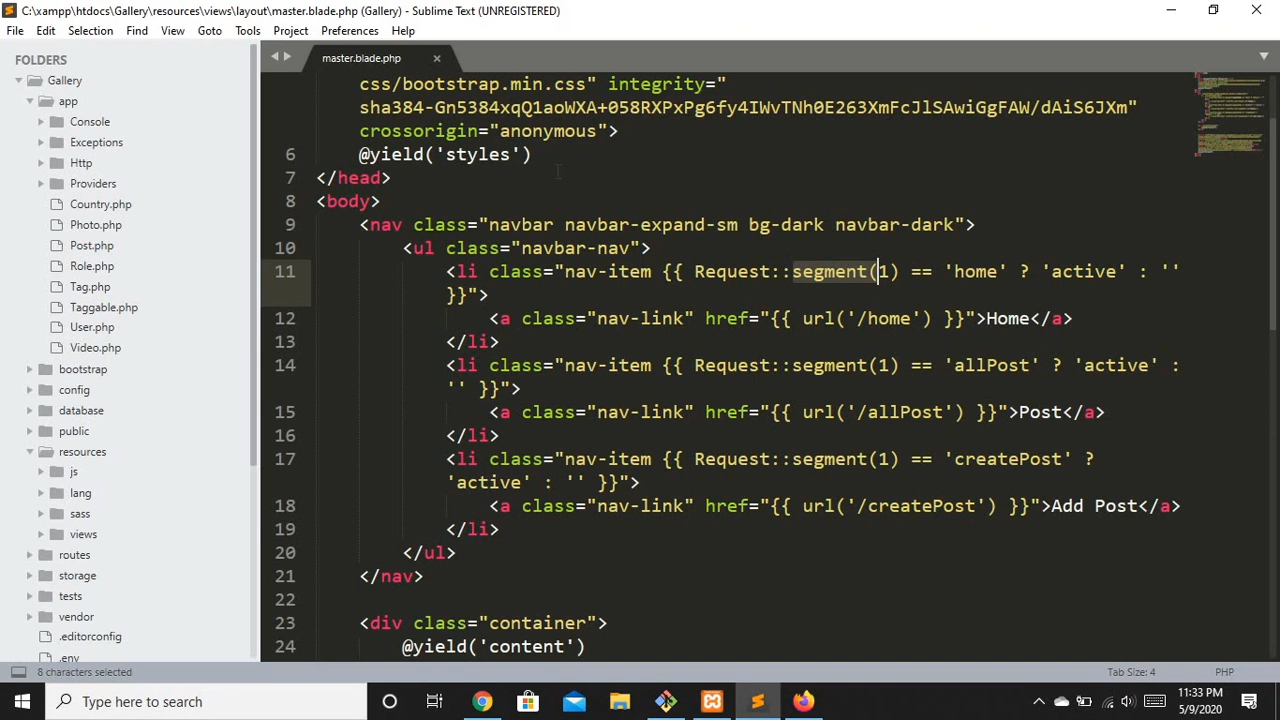 C:\xampp\htdocs\Gallery\resources\views\layout\master.blade.php (Gallery) - Sublime Text (UNREGISTERED)
File Edit Selection Find View Goto Tools Project Preferences Help
FOLDERS
Gallery
app
Console
Exceptions
Http
Providers
Country.php
Photo.php
Post.php
Role.php
Tag.php
Taggable.php
User.php
Video.php
bootstrap
config
database
public
resources
js
lang
sass
views
routes
storage
tests
vendor
.editorconfig
.env
master.blade.php
css/bootstrap.min.css" integrity="
crossorigin="anonymous">
6 @yield('styles')
7 </head>
8 <body>
9 <nav class="navbar navbar-expand-sm bg-dark navbar-dark">
10 <ul class="navbar-nav">
11 <li class="nav-item {{ Request::segment(1) == 'home' ? 'active' : ''
}}">
12 <a class="nav-link" href="{{ url('/home') }}">Home</a>
13 </li>
14 <li class="nav-item {{ Request::segment(1) == 'allPost' ? 'active' :
'' }}">
15 <a class="nav-link" href="{{ url('/allPost') }}">Post</a>
16 </li>
17 <li class="nav-item {{ Request::segment(1) == 'createPost' ?
'active' : '' }}">
18 <a class="nav-link" href="{{ url('/createPost') }}">Add Post</a>
19 </li>
20 </ul>
21 </nav>
22
23 <div class="container">
24 @yield('content')
8 characters selected
Tab Size: 4
PHP
Type here to search
11:33 PM
5/9/2020